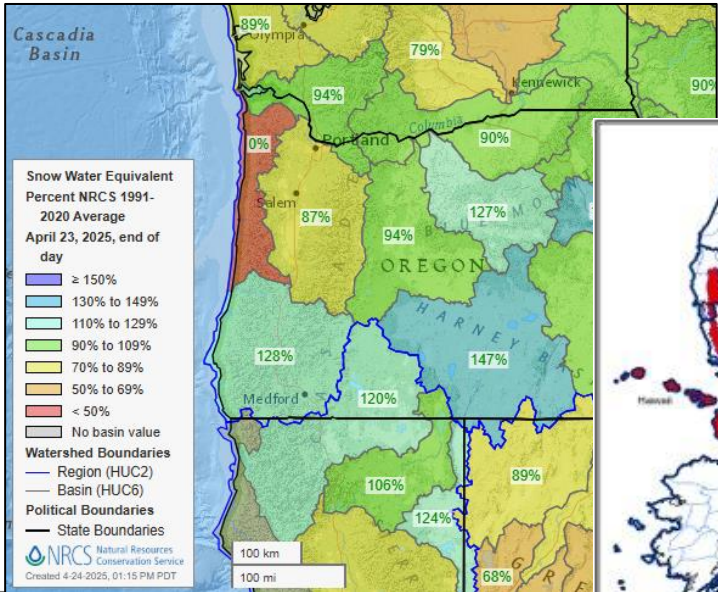 Cascadia
Basin
89%
Olympia
79%
Kennewick
90%
94%
Columbia
Portland
90%
0%
Salem
87%
127%
94%
OREGON
HARNEY BAS
128%
147%
Medford
120%
106%
89%
124%
68%
Snow Water Equivalent
Percent NRCS 1991-
2020 Average
April 23, 2025, end of
day
≥ 150%
130% to 149%
110% to 129%
90% to 109%
70% to 89%
50% to 69%
< 50%
No basin value
Watershed Boundaries
Region (HUC2)
Basin (HUC6)
Political Boundaries
State Boundaries
NRCS Natural Resources
Conservation Service
Created 4-24-2025, 01:15 PM PDT
100 km
100 mi
Hawaii